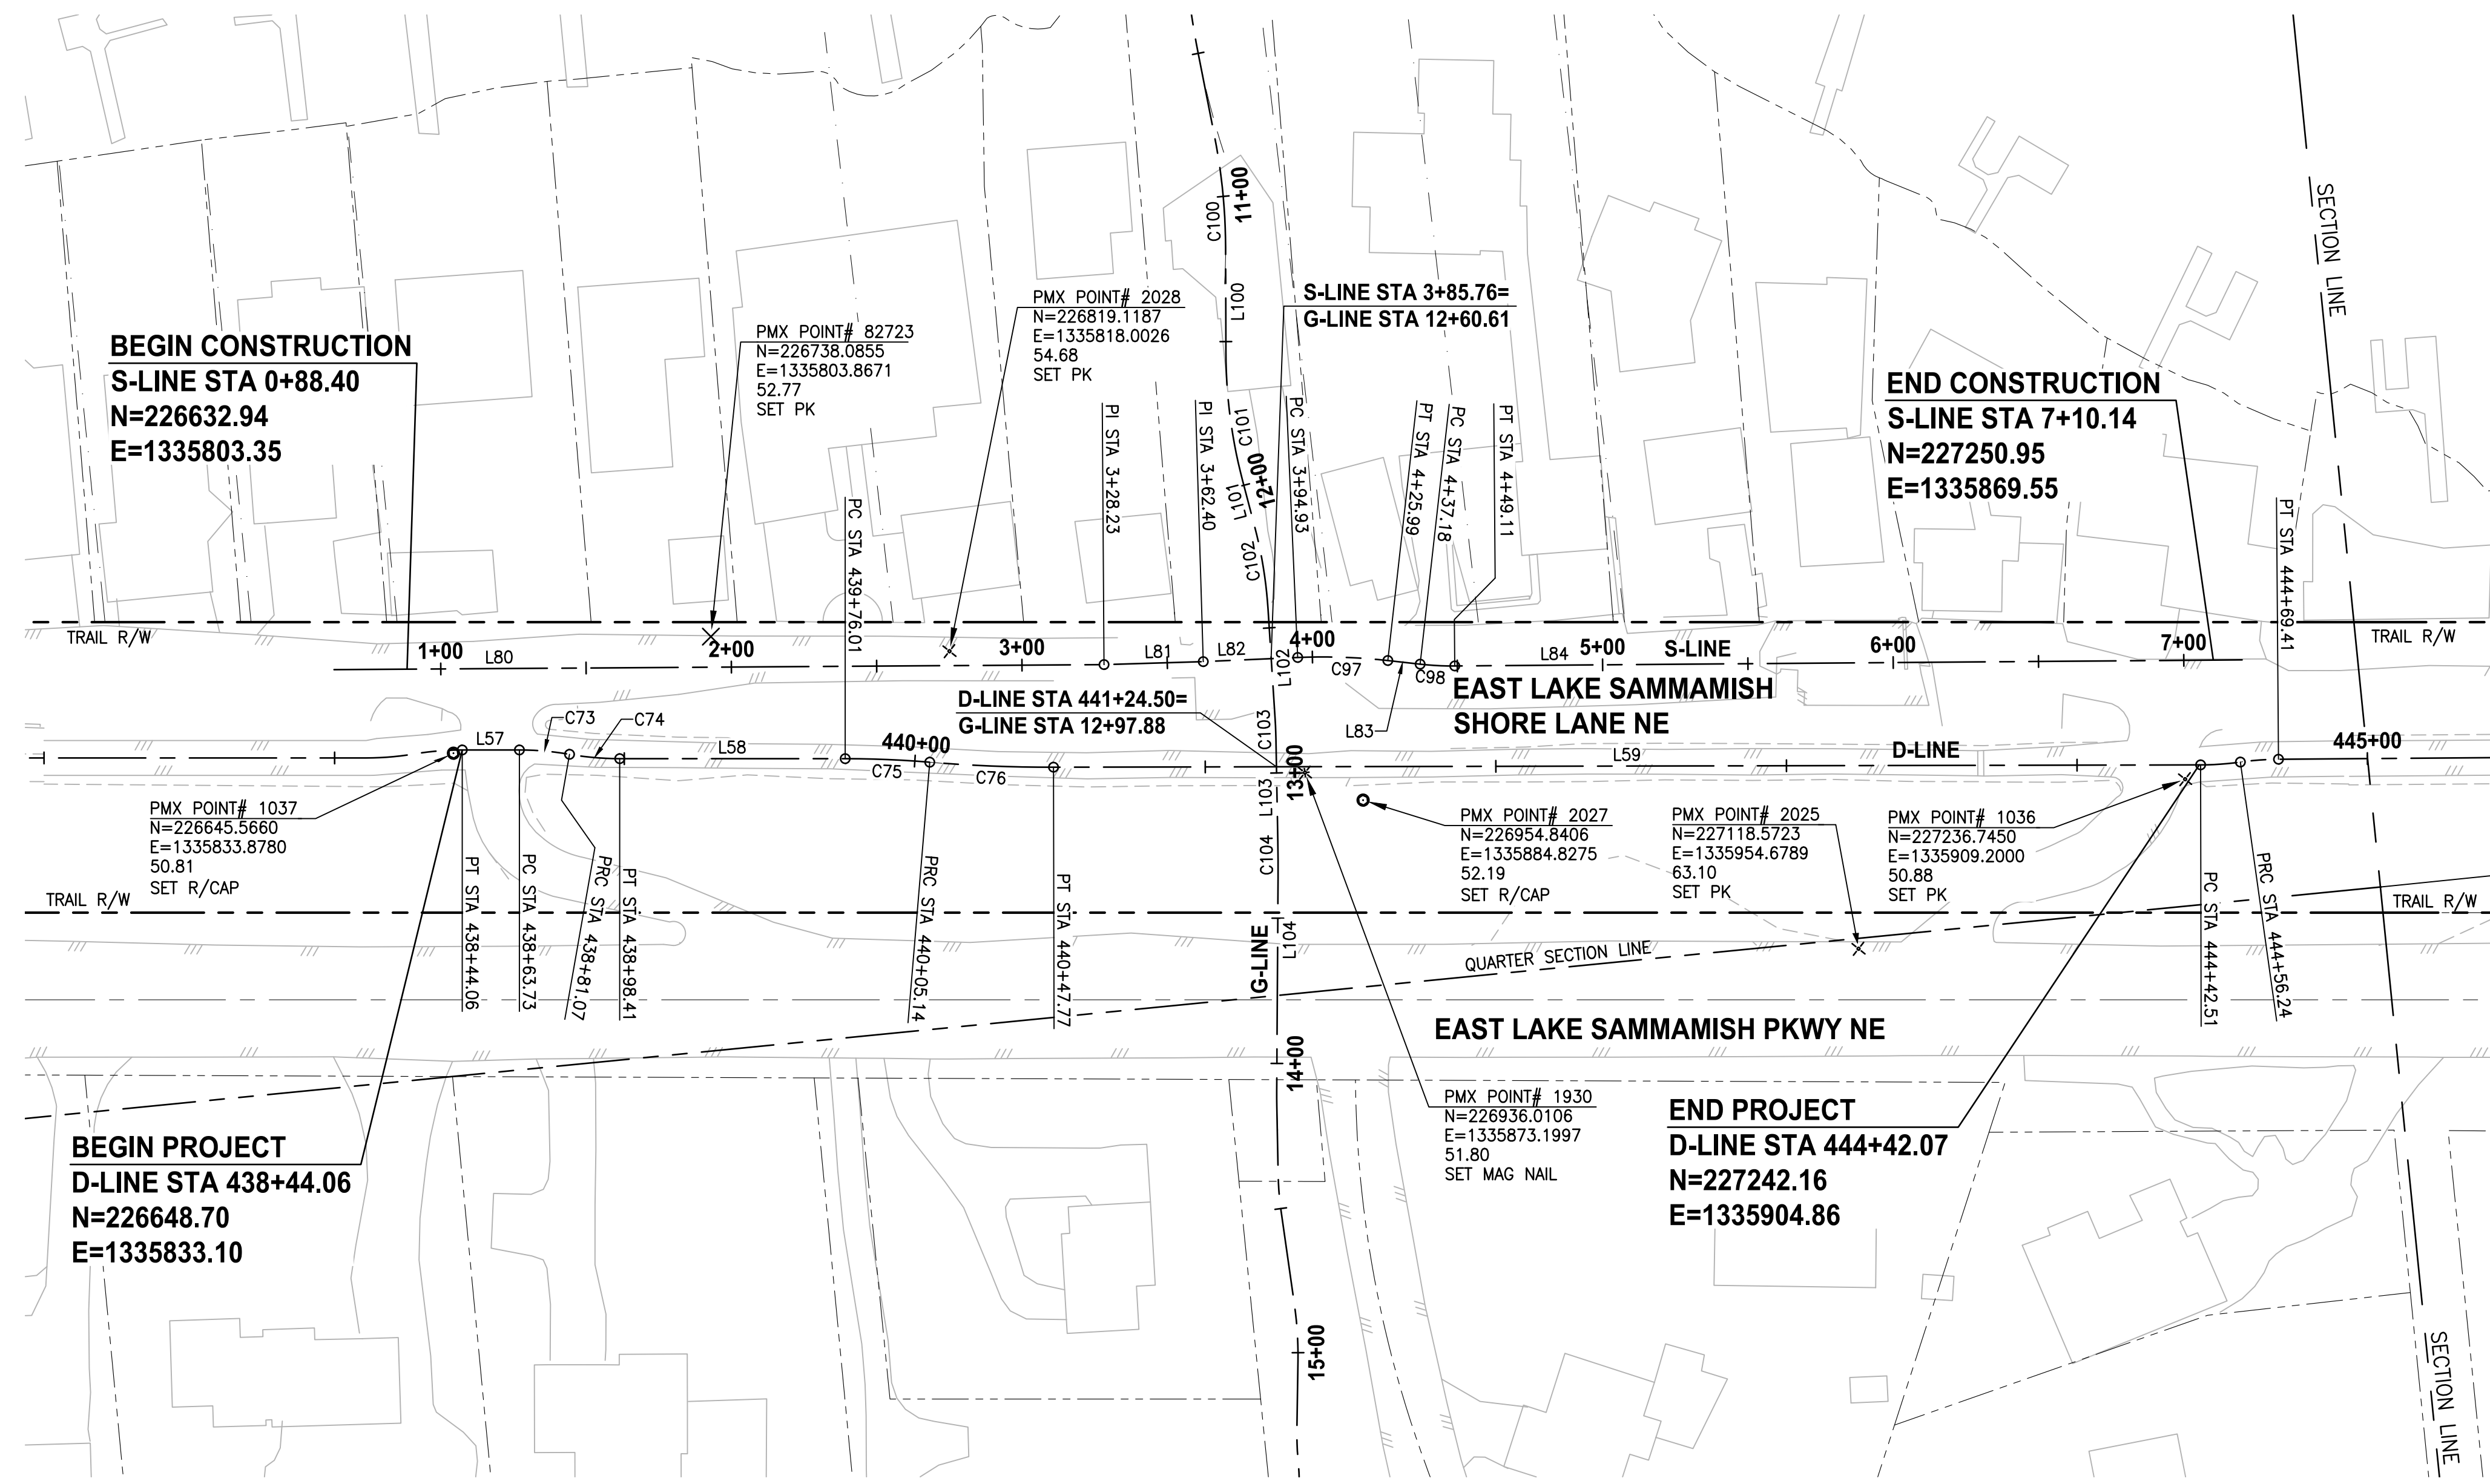 SECTION LINE
11+00
C100
L100
S-LINE STA 3+85.76=
G-LINE STA 12+60.61
PMX POINT# 2028
N=226819.1187
E=1335818.0026
54.68
SET PK
PMX POINT# 82723
N=226738.0855
E=1335803.8671
52.77
SET PK
BEGIN CONSTRUCTION
S-LINE STA 0+88.40
N=226632.94
E=1335803.35
END CONSTRUCTION
S-LINE STA 7+10.14
N=227250.95
E=1335869.55
PC STA 439+76.01
PI STA 3+28.23
PI STA 3+62.40
C101
12+00
L101
C102
PC STA 3+94.93
PT STA 4+25.99
PC STA 4+37.18
PT STA 4+49.11
PT STA 444+69.41
TRAIL R/W
1+00
L80
2+00
3+00
L81
L82
L102
4+00
C97
C98
L84
5+00
S-LINE
6+00
7+00
TRAIL R/W
D-LINE STA 441+24.50=
G-LINE STA 12+97.88
EAST LAKE SAMMAMISH
SHORE LANE NE
L83
L57
C73
C74
L58
440+00
C75
C76
C103
13+00
L59
D-LINE
445+00
L103
C104
PMX POINT# 1037
N=226645.5660
E=1335833.8780
50.81
SET R/CAP
PMX POINT# 2027
N=226954.8406
E=1335884.8275
52.19
SET R/CAP
PMX POINT# 2025
N=227118.5723
E=1335954.6789
63.10
SET PK
PMX POINT# 1036
N=227236.7450
E=1335909.2000
50.88
SET PK
TRAIL R/W
PT STA 438+44.06
PC STA 438+63.73
PRC STA 438+81.07
PT STA 438+98.41
PRC STA 440+05.14
PT STA 440+47.77
G-LINE
L104
QUARTER SECTION LINE
PC STA 444+42.51
PRC STA 444+56.24
TRAIL R/W
EAST LAKE SAMMAMISH PKWY NE
14+00
PMX POINT# 1930
N=226936.0106
E=1335873.1997
51.80
SET MAG NAIL
END PROJECT
D-LINE STA 444+42.07
N=227242.16
E=1335904.86
BEGIN PROJECT
D-LINE STA 438+44.06
N=226648.70
E=1335833.10
15+00
SECTION LINE